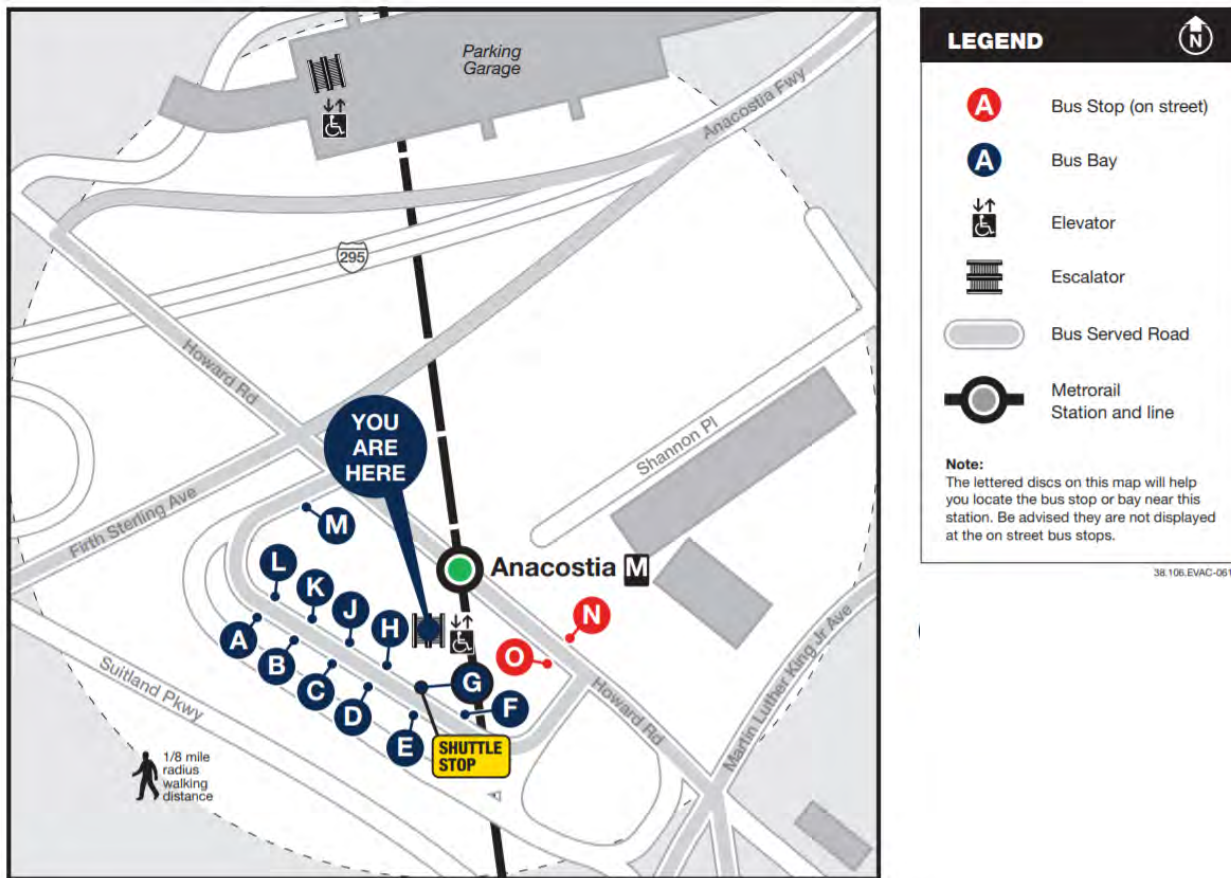 Parking
Garage
Anacostia Fwy
295
Howard Rd
YOU
ARE
HERE
Shannon Pl
Firth Sterling Ave
M
Anacostia M
L
K
J
H
N
A
B
C
D
E
O
G
F
SHUTTLE
STOP
Suitland Pkwy
Howard Rd
Martin Luther King Jr Ave
1/8 mile
radius
walking
distance
LEGEND
N
A Bus Stop (on street)
A Bus Bay
Elevator
Escalator
Bus Served Road
Metrorail
Station and line
Note:
The lettered discs on this map will help
you locate the bus stop or bay near this
station. Be advised they are not displayed
at the on street bus stops.